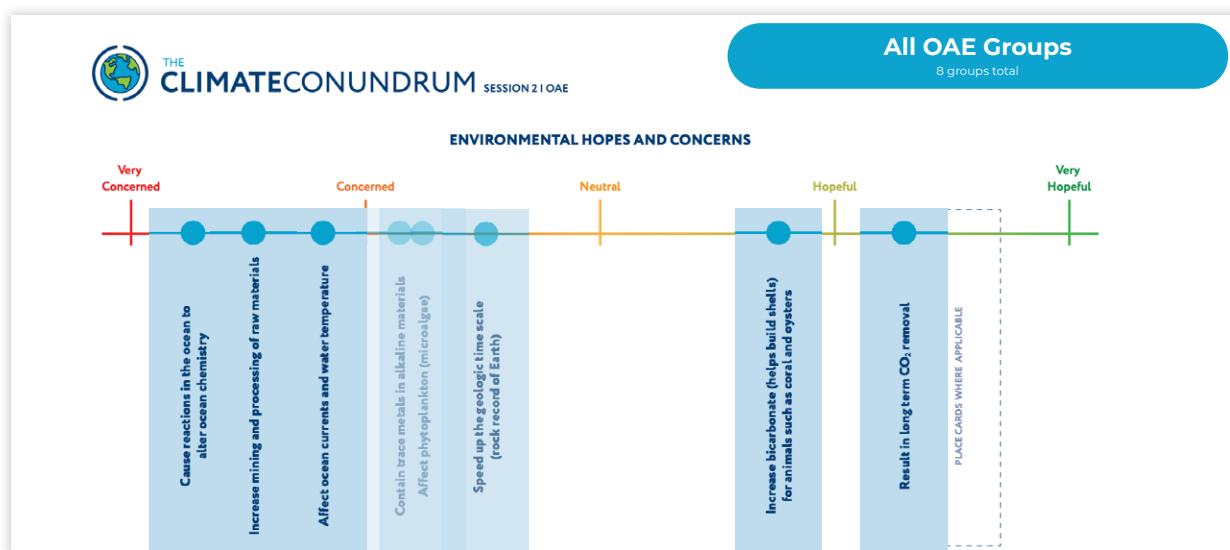 All OAE Groups
8 groups total
THE
CLIMATECONUNDRUM SESSION 2 | OAE
ENVIRONMENTAL HOPES AND CONCERNS
Very
Concerned
Concerned
Neutral
Hopeful
Very
Hopeful
Cause reactions in the ocean to
alter ocean chemistry
Increase mining and processing of raw materials
Affect ocean currents and water temperature
Contain trace metals in alkaline materials
Affect phytoplankton (microalgae)
Speed up the geologic time scale
(rock record of Earth)
Increase bicarbonate (helps build shells)
for animals such as coral and oysters
Result in long term CO₂ removal
PLACE CARDS WHERE APPLICABLE